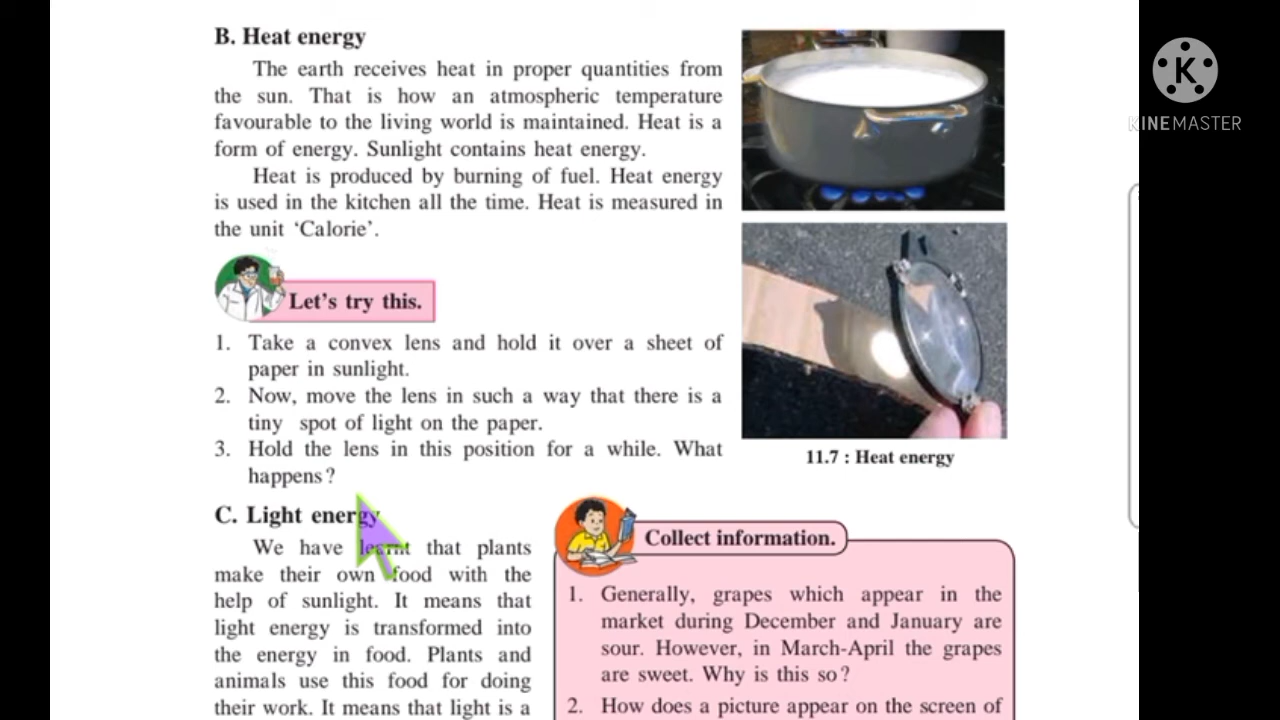 B. Heat energy
The earth receives heat in proper quantities from
the sun. That is how an atmospheric temperature
favourable to the living world is maintained. Heat is a
form of energy. Sunlight contains heat energy.
Heat is produced by burning of fuel. Heat energy
is used in the kitchen all the time. Heat is measured in
the unit ‘Calorie’.
Let’s try this.
1. Take a convex lens and hold it over a sheet of
paper in sunlight.
2. Now, move the lens in such a way that there is a
tiny spot of light on the paper.
3. Hold the lens in this position for a while. What
happens?
11.7 : Heat energy
C. Light energy
We have learnt that plants
make their own food with the
help of sunlight. It means that
light energy is transformed into
the energy in food. Plants and
animals use this food for doing
their work. It means that light is a
Collect information.
1. Generally, grapes which appear in the
market during December and January are
sour. However, in March-April the grapes
are sweet. Why is this so?
2. How does a picture appear on the screen of
K
KINEMASTER